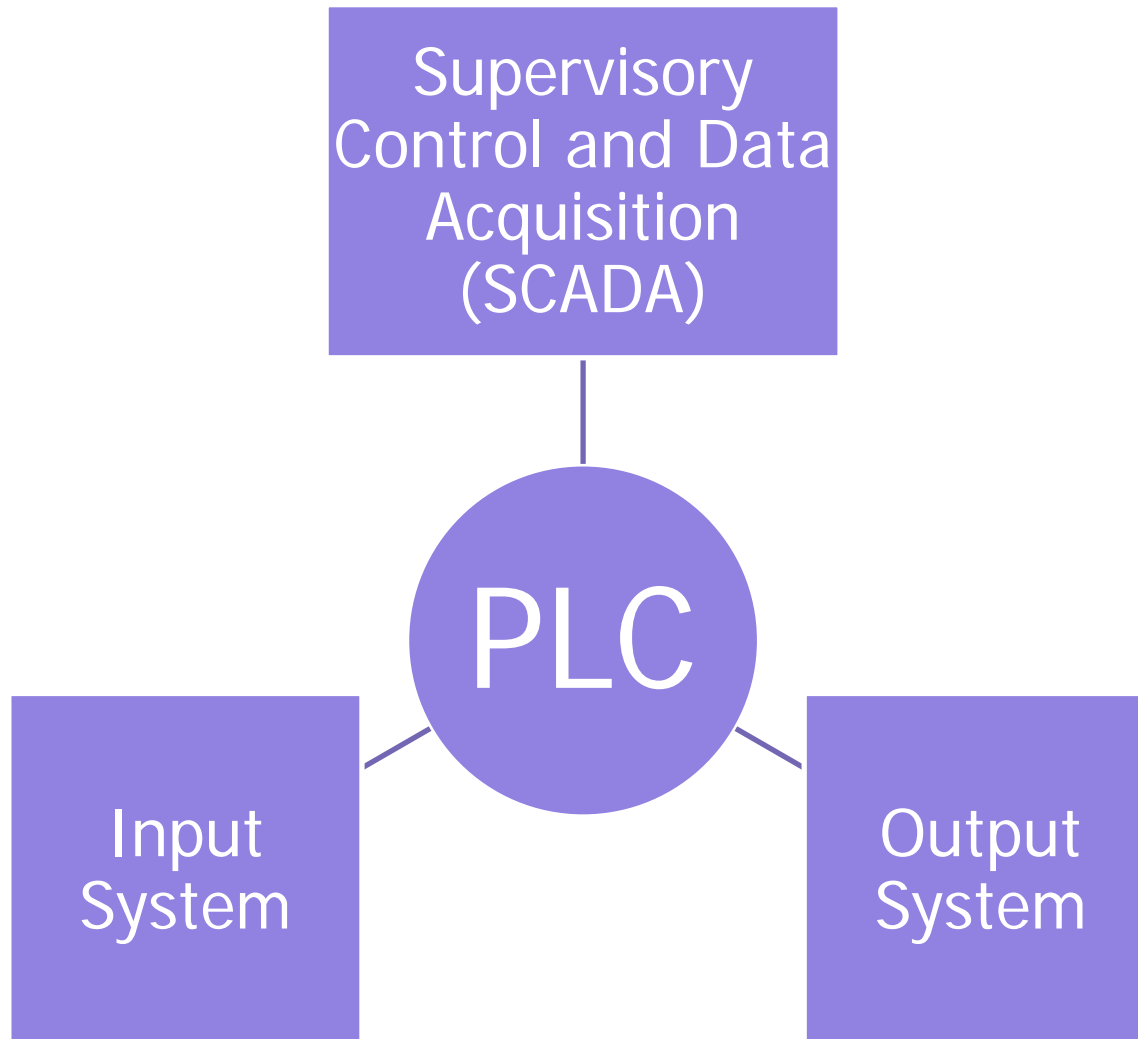 Supervisory
Control and Data
Acquisition
(SCADA)
PLC
Input
System
Output
System